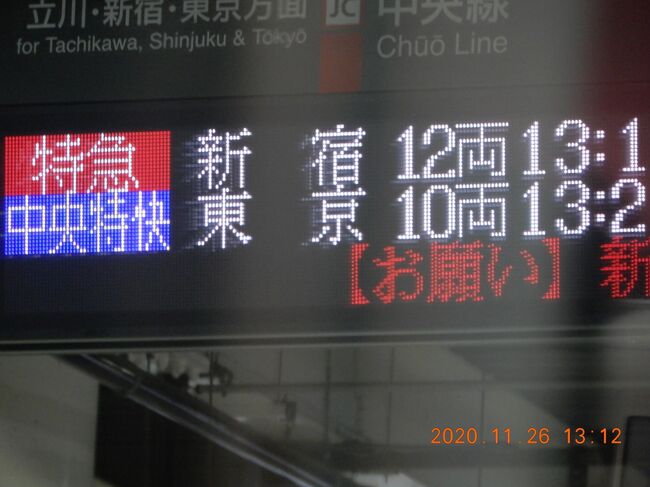 立川・新宿・東京方面 JC 中央線
for Tachikawa, Shinjuku & Tōkyō Chūō Line
特急 新宿 12両 13:1
中央特快 東京 10両 13:2
【お願い】 新
2020.11.26 13:12